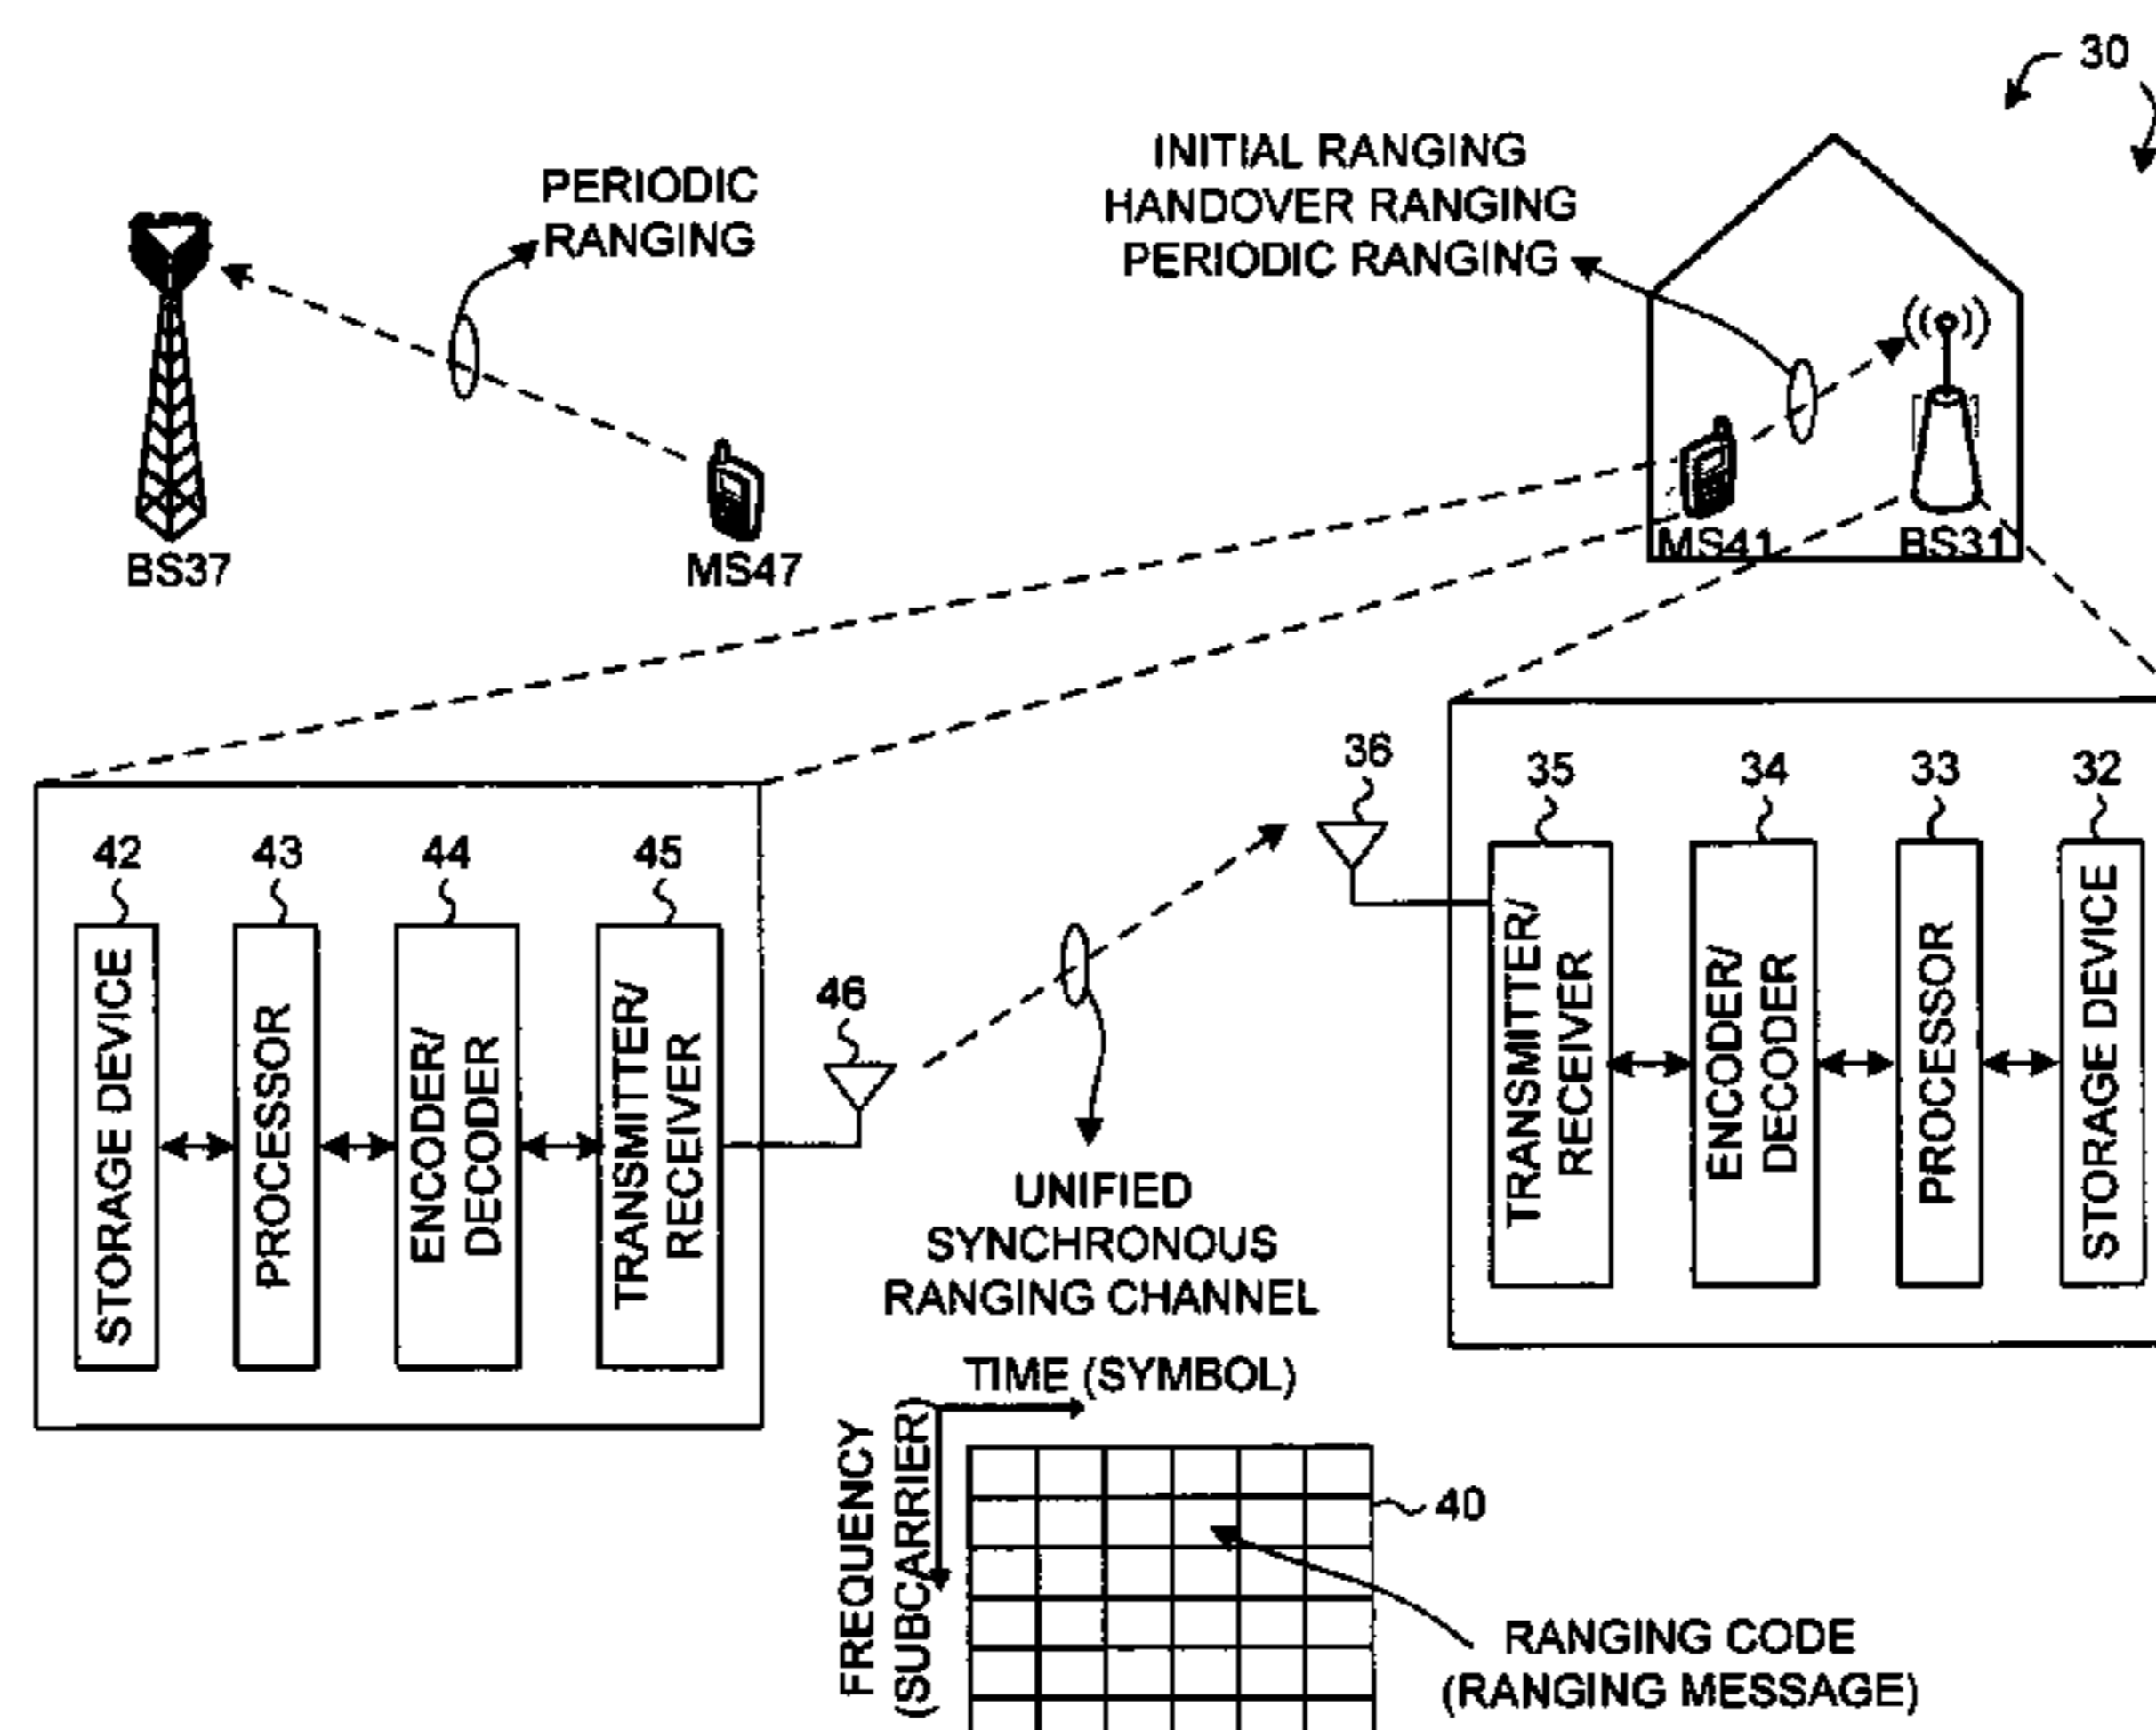 30
INITIAL RANGING
HANDOVER RANGING
PERIODIC RANGING
PERIODIC
RANGING
BS37
MS47
MS41
BS31
36
35
34
33
32
42
43
44
45
46
STORAGE DEVICE
PROCESSOR
ENCODER/
DECODER
TRANSMITTER/
RECEIVER
TRANSMITTER/
RECEIVER
ENCODER/
DECODER
PROCESSOR
STORAGE DEVICE
UNIFIED
SYNCHRONOUS
RANGING CHANNEL
TIME (SYMBOL)
FREQUENCY
(SUBCARRIER)
40
RANGING CODE
(RANGING MESSAGE)